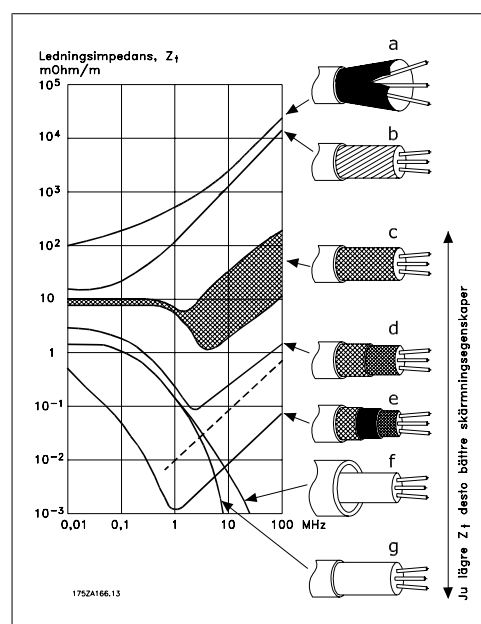 Ledningsimpedans, Zt
mOhm/m
a
10⁵
10⁴
b
10³
10²
c
10
1
d
10⁻¹
e
10⁻²
f
10⁻³
0,01 0,1 1 10 100 MHz
g
175ZA166.13
Ju lägre Zt desto bättre skärmningsegenskaper